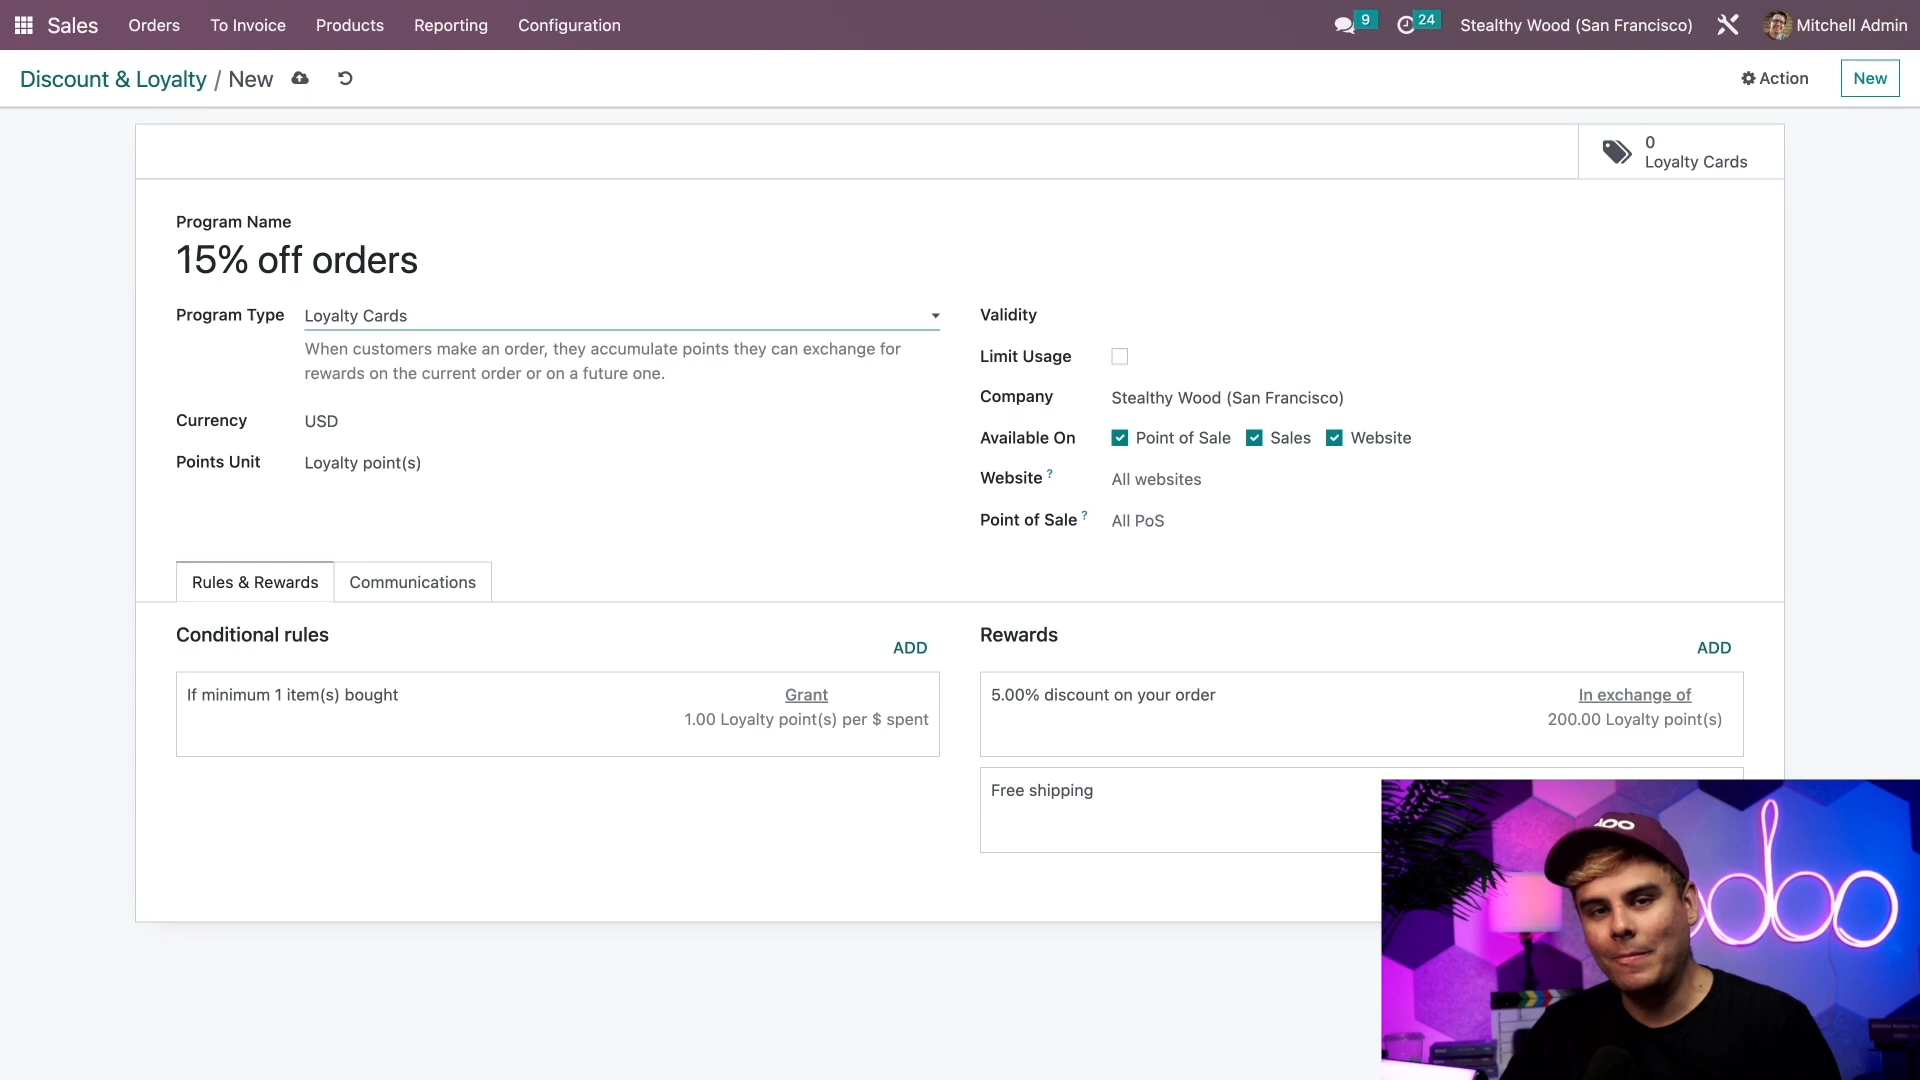 Sales
Orders
To Invoice
Products
Reporting
Configuration
9
24
Stealthy Wood (San Francisco)
Mitchell Admin
Discount & Loyalty / New
Action
New
0
Loyalty Cards
Program Name
15% off orders
Program Type
Loyalty Cards
When customers make an order, they accumulate points they can exchange for
rewards on the current order or on a future one.
Currency
USD
Points Unit
Loyalty point(s)
Validity
Limit Usage
Company
Stealthy Wood (San Francisco)
Available On
Point of Sale
Sales
Website
Website ?
All websites
Point of Sale ?
All PoS
Rules & Rewards
Communications
Conditional rules
ADD
If minimum 1 item(s) bought
Grant
1.00 Loyalty point(s) per $ spent
Rewards
ADD
5.00% discount on your order
In exchange of
200.00 Loyalty point(s)
Free shipping
odoo